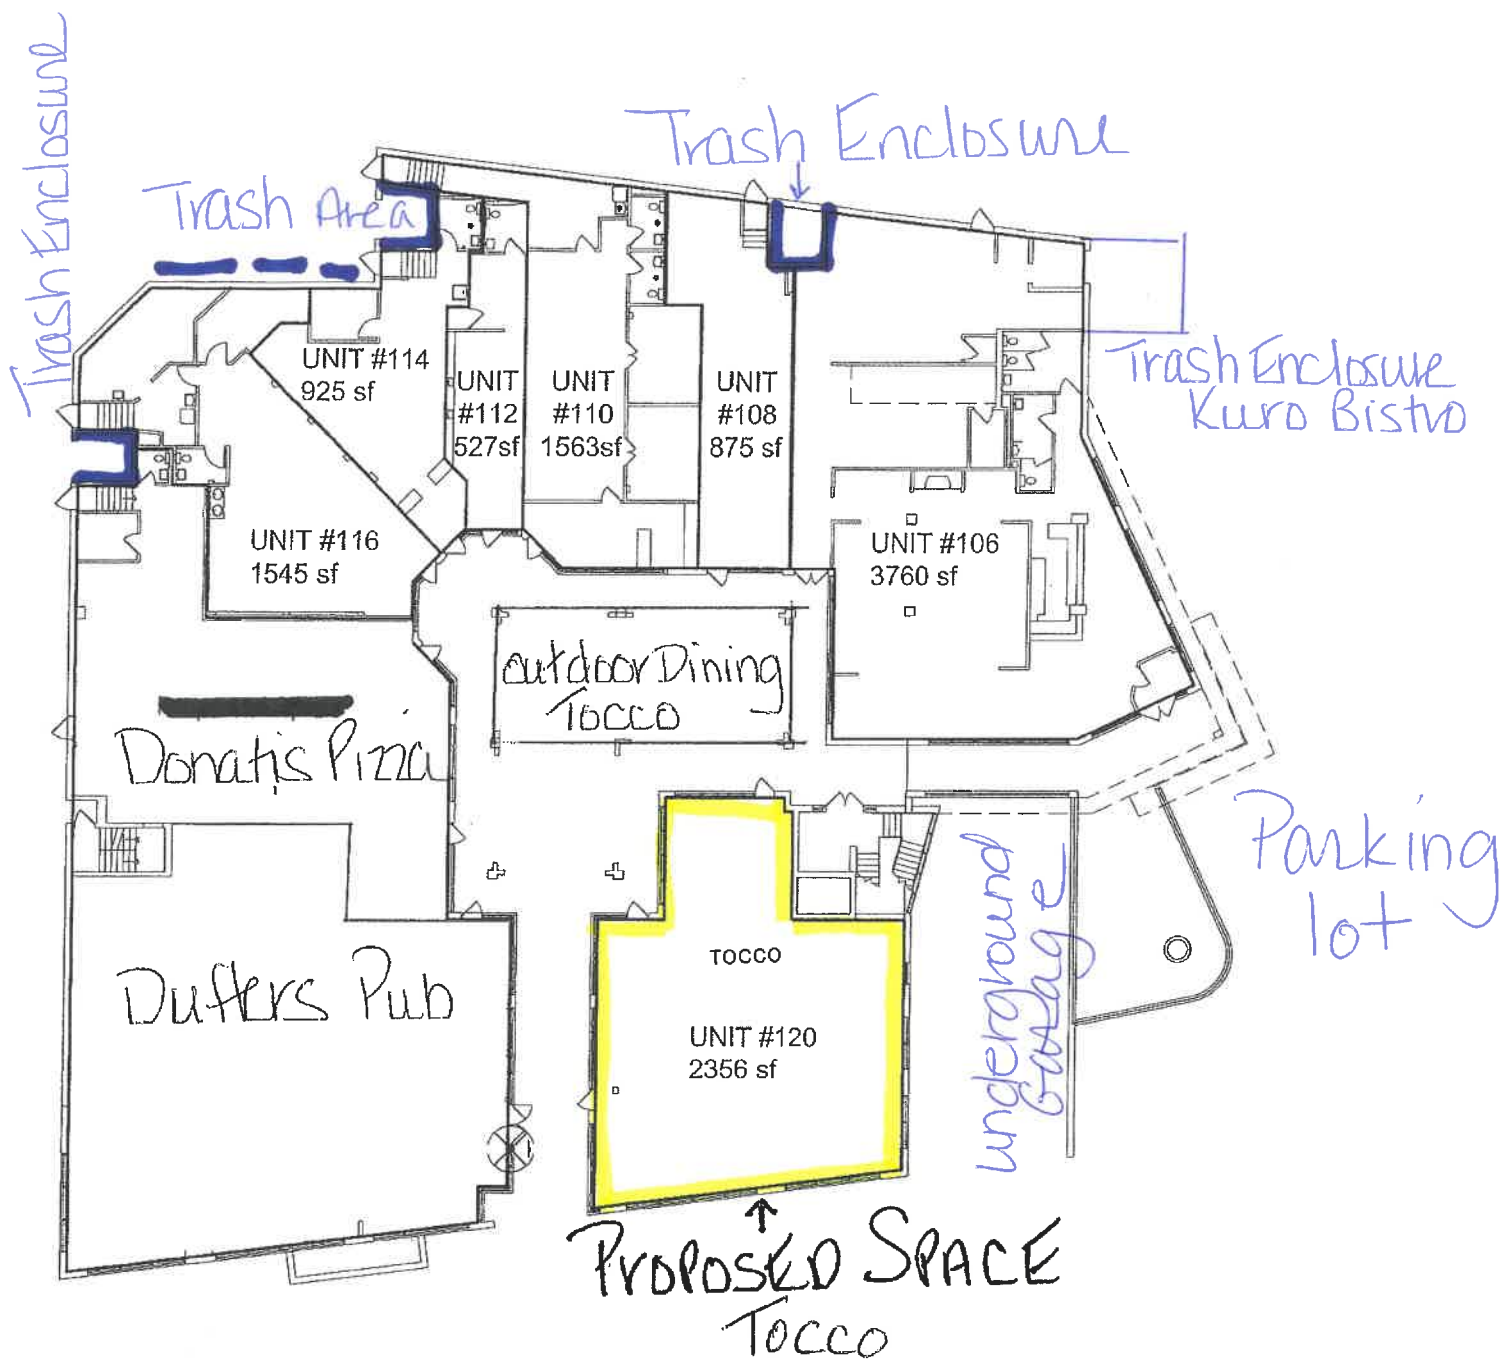 Trash Enclosure
Trash Enclosure
Trash Area
UNIT #114
925 sf
UNIT
#112
527sf
UNIT
#110
1563sf
UNIT
#108
875 sf
Trash Enclosure
Kuro Bistro
UNIT #116
1545 sf
UNIT #106
3760 sf
outdoor Dining
Tocco
Donatis Pizza
Parking
lot
underground
Garage
Duffers Pub
TOCCO
UNIT #120
2356 sf
PROPOSED SPACE
Tocco